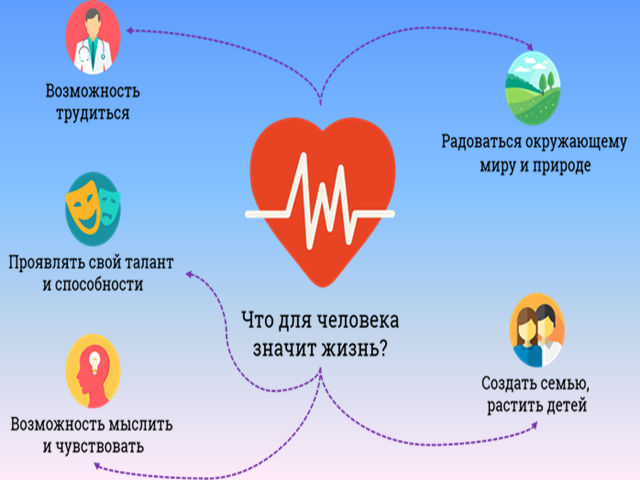 Возможность
трудиться
Радоваться окружающему
миру и природе
Проявлять свой талант
и способности
Что для человека
значит жизнь?
Создать семью,
растить детей
Возможность мыслить
и чувствовать